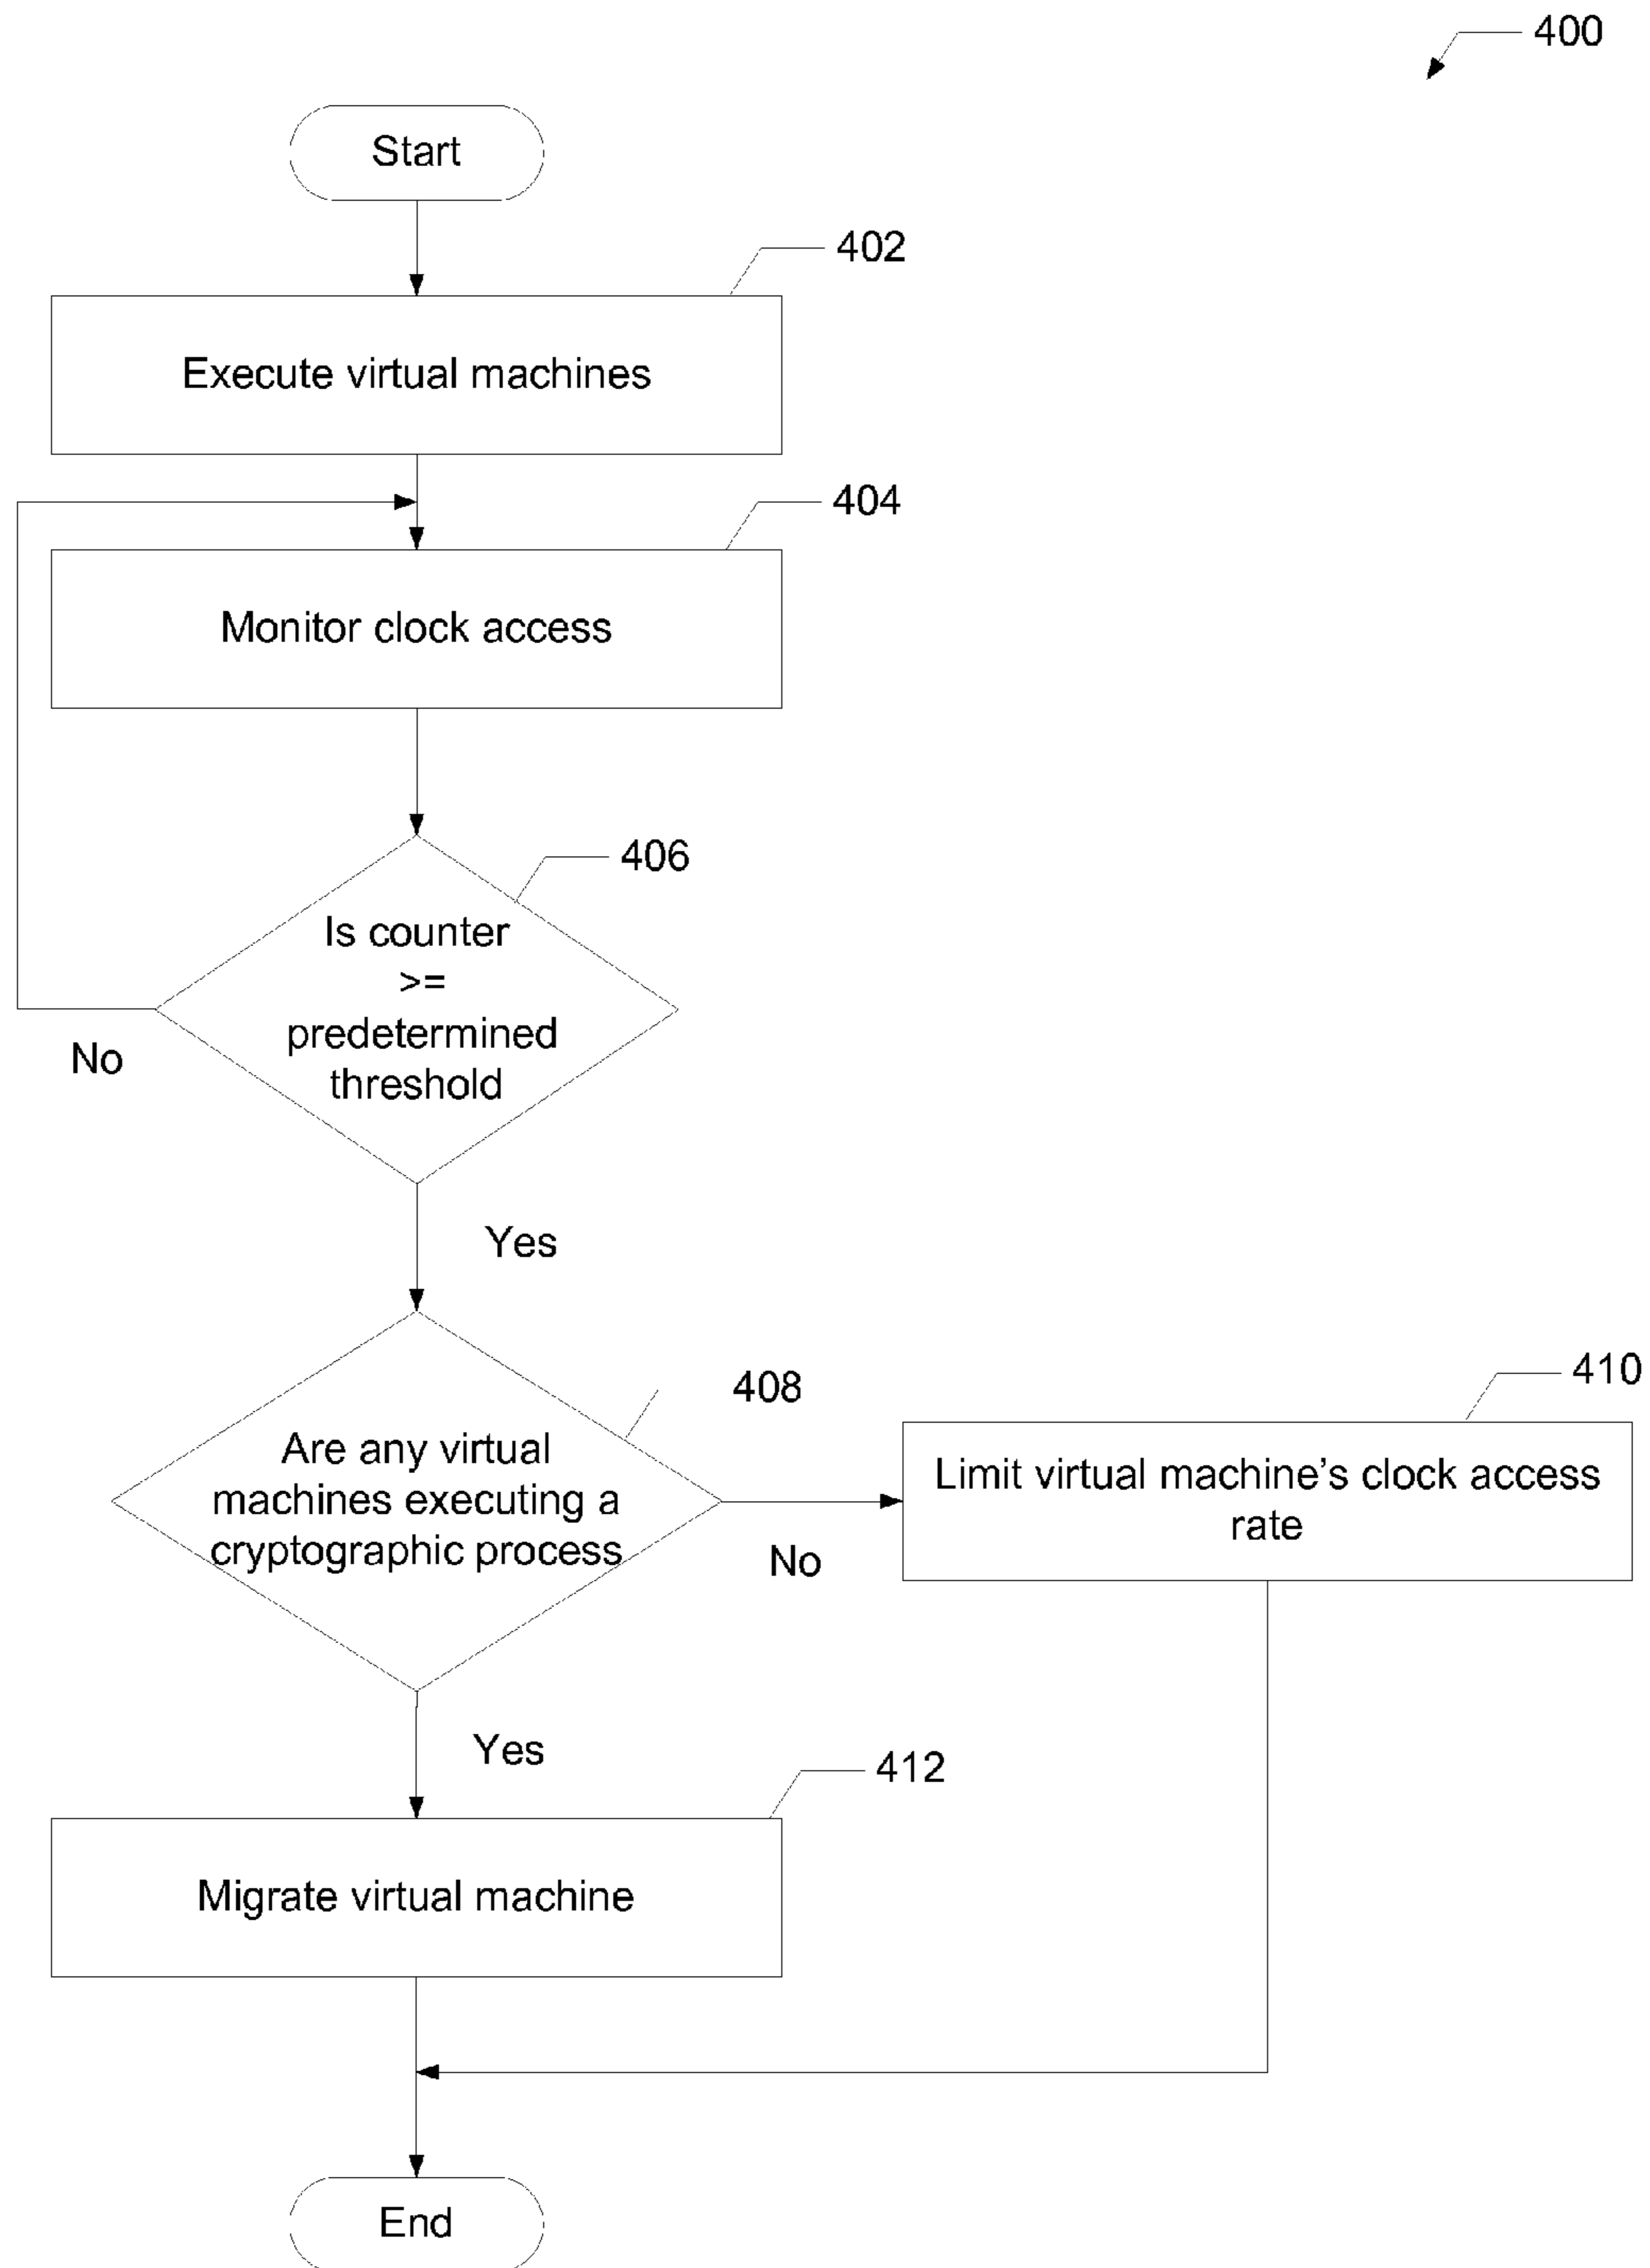 400
Start
402
Execute virtual machines
404
Monitor clock access
406
Is counter
>=
predetermined
threshold
No
Yes
408
Are any virtual
machines executing a
cryptographic process
No
410
Limit virtual machine's clock access
rate
Yes
412
Migrate virtual machine
End